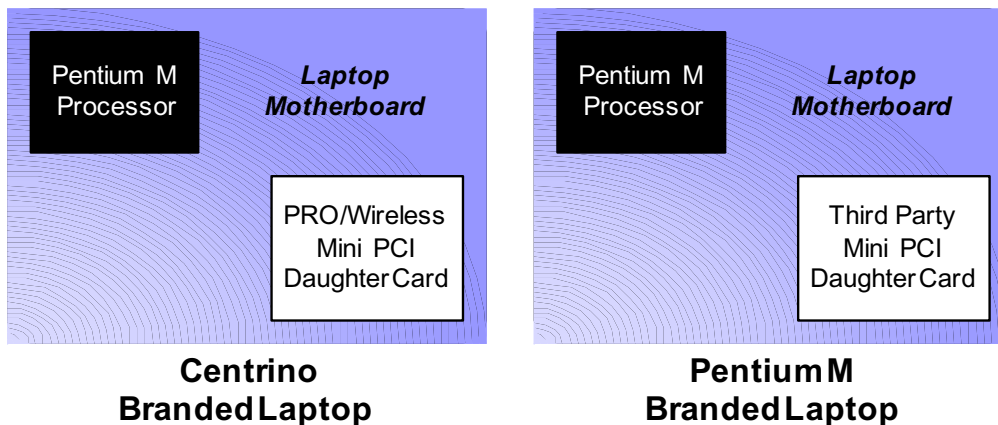 Pentium M
Processor
Laptop
Motherboard
PRO/Wireless
Mini PCI
Daughter Card
Centrino
Branded Laptop
Pentium M
Processor
Laptop
Motherboard
Third Party
Mini PCI
Daughter Card
Pentium M
Branded Laptop